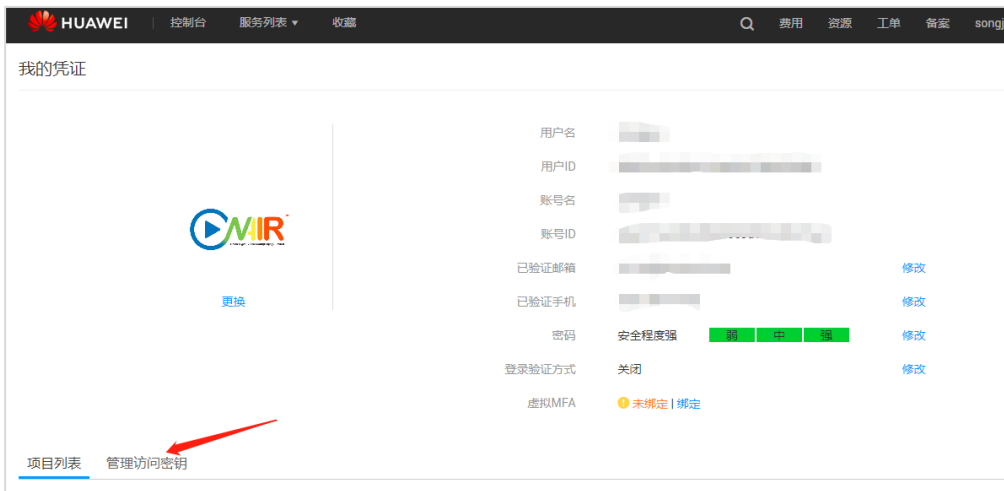 HUAWEI 控制台 服务列表 ▼ 收藏 费用 资源 工单 备案 songj
我的凭证
用户名
用户ID
账号名
账号ID
已验证邮箱 修改
更换
已验证手机 修改
密码 安全程度强 弱 中 强 修改
登录验证方式 关闭 修改
虚拟MFA 未绑定 | 绑定
项目列表 管理访问密钥